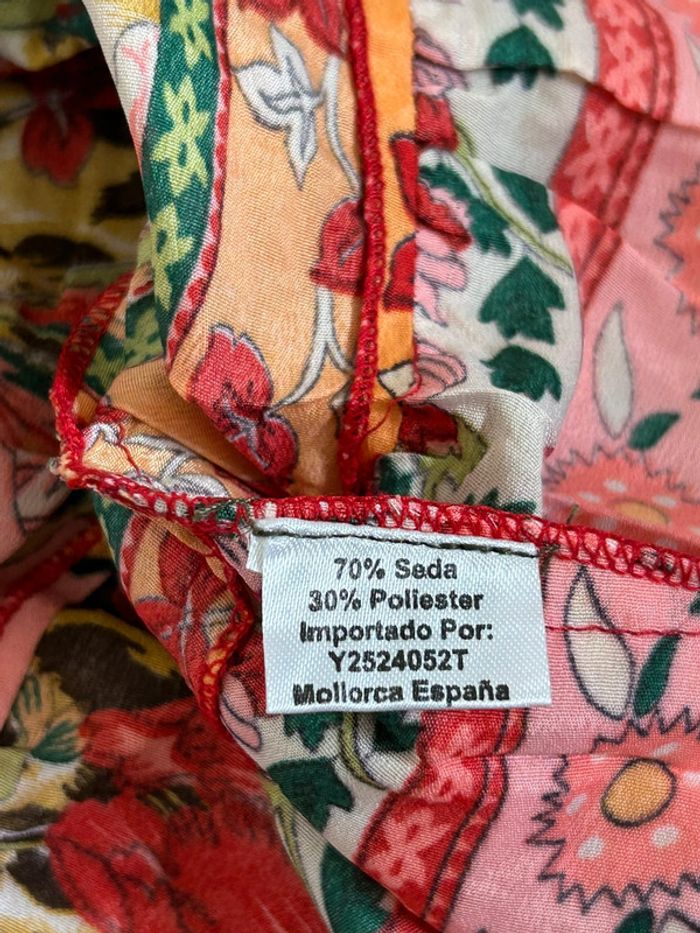 70% Seda
30% Poliester
Importado Por:
Y2524052T
Mollorca España